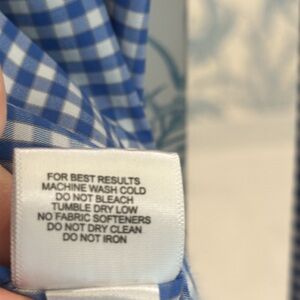 FOR BEST RESULTS
MACHINE WASH COLD
DO NOT BLEACH
TUMBLE DRY LOW
NO FABRIC SOFTENERS
DO NOT DRY CLEAN
DO NOT IRON